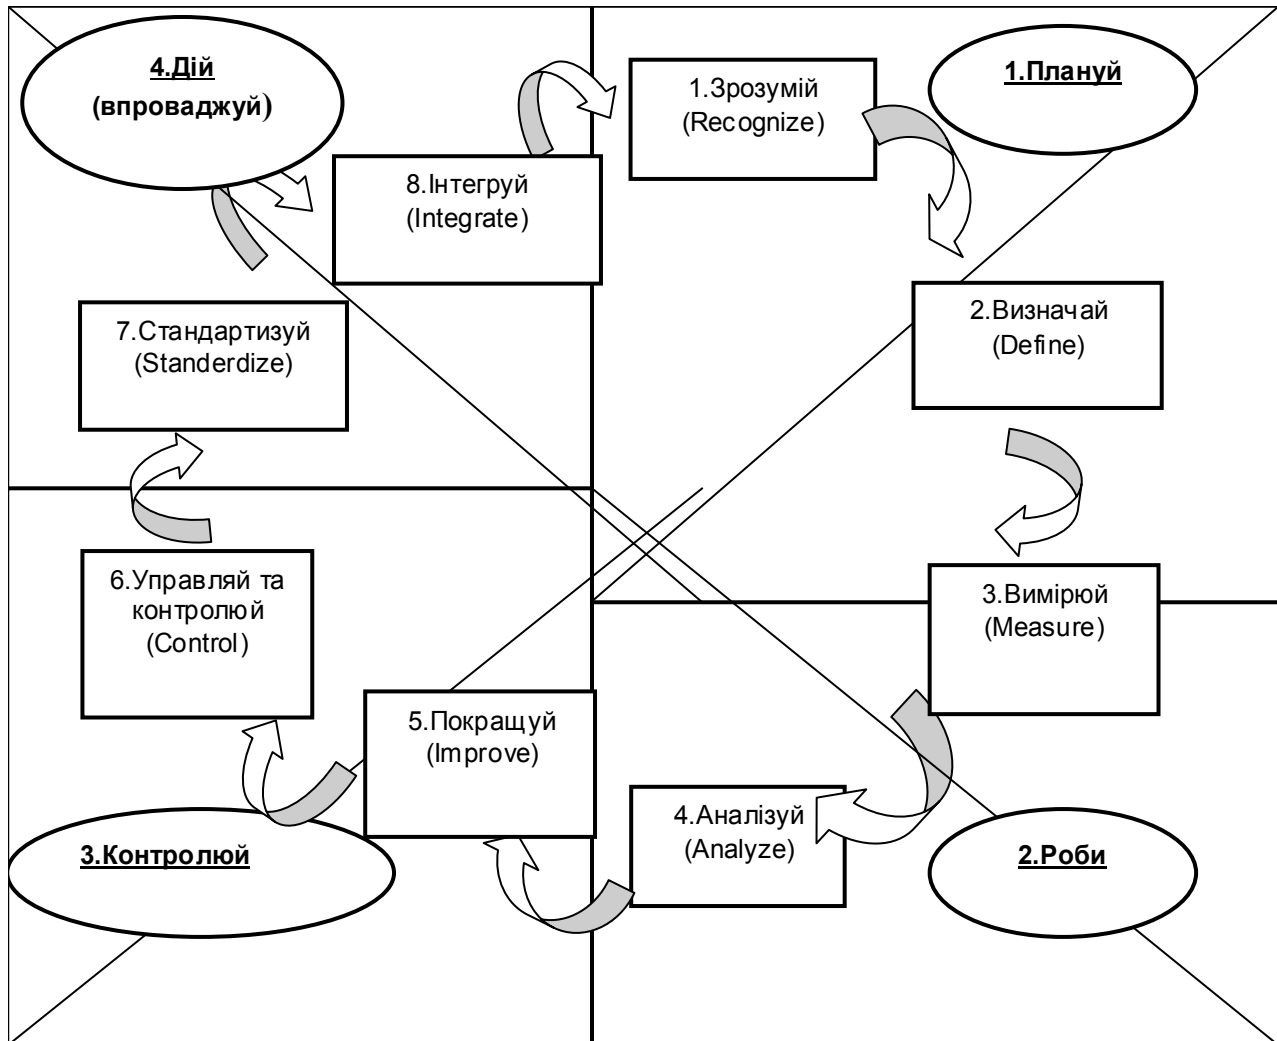 4.Дій
(впроваджуй)
1.Плануй
1.Зрозумій
(Recognize)
8.Інтегруй
(Integrate)
2.Визначай
(Define)
7.Стандартизуй
(Standerdize)
6.Управляй та
контролюй
(Control)
3.Вимірюй
(Measure)
5.Покращуй
(Improve)
4.Аналізуй
(Analyze)
3.Контролюй
2.Роби